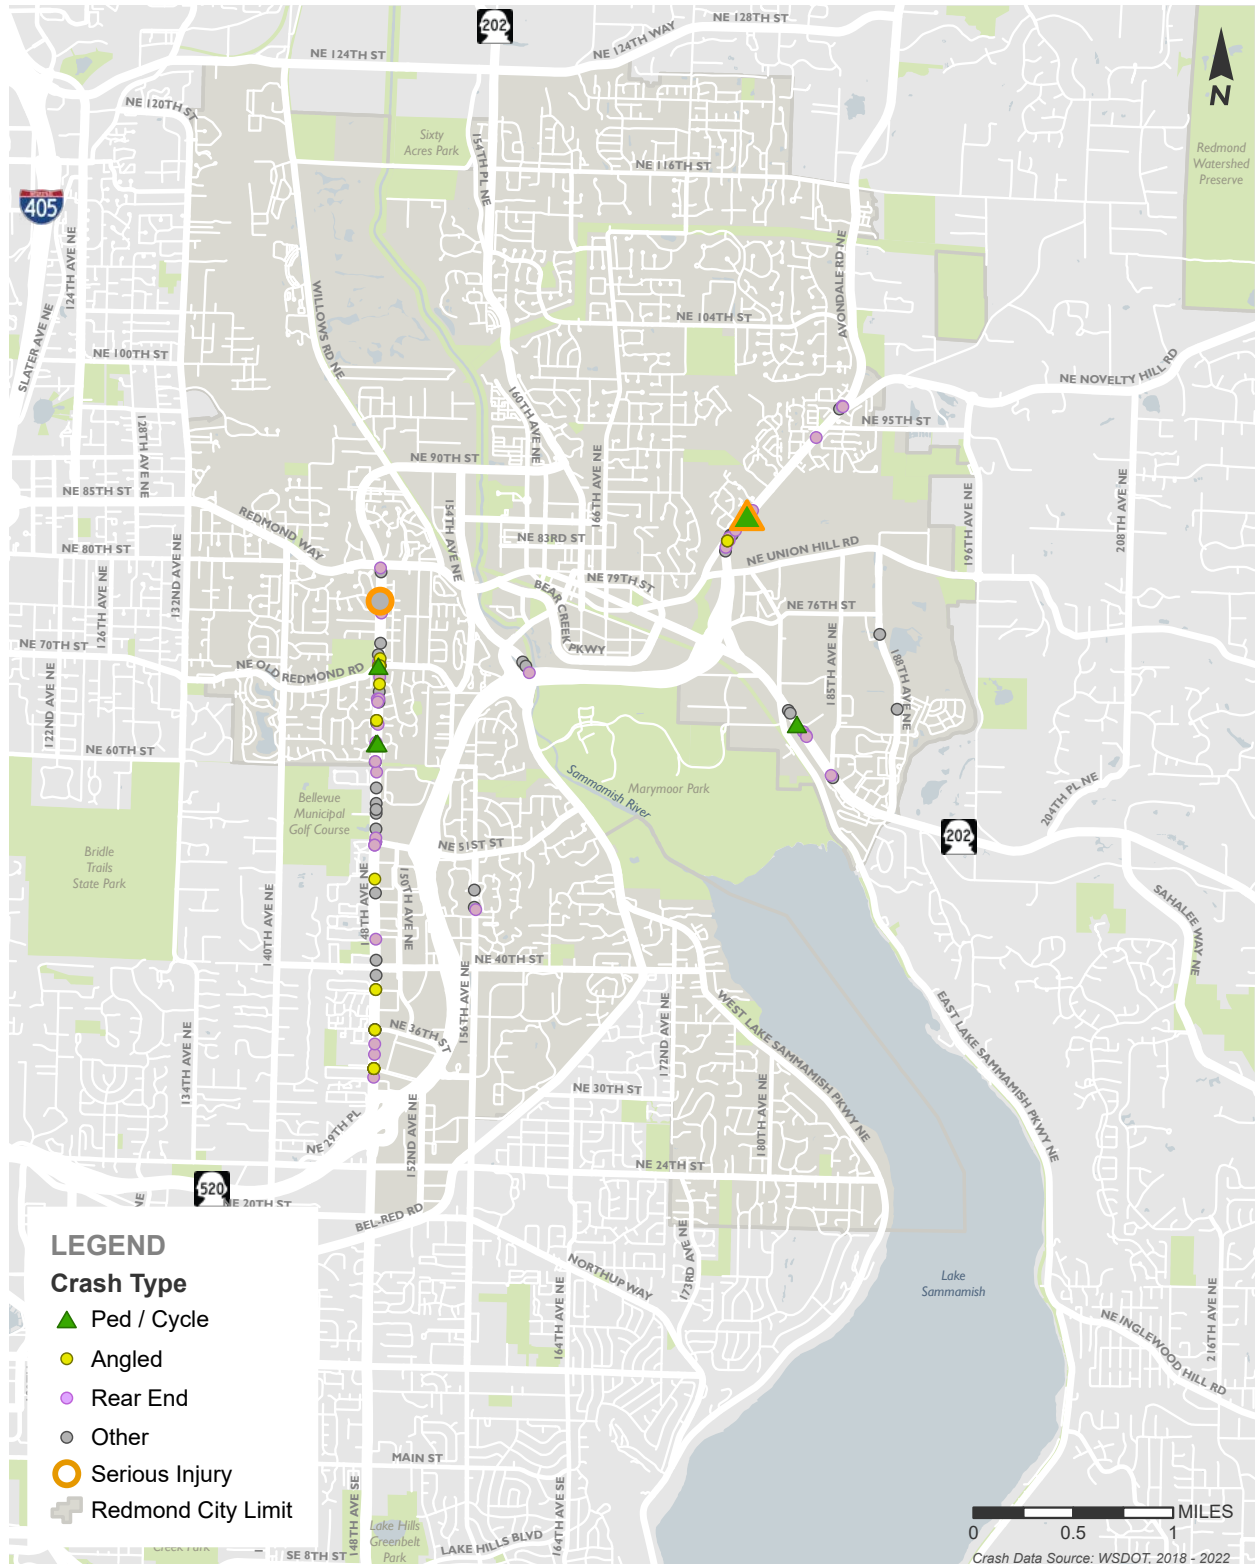 202
NE 128TH ST
NE 124TH WAY
NE 124TH ST
N
NE 120TH ST
Sixty
Acres Park
154TH PL NE
NE 116TH ST
Redmond
Watershed
Preserve
405
124TH AVE NE
AVONDALE RD NE
WILLOWS RD NE
SLATER AVE NE
NE 104TH ST
NE 100TH ST
NE NOVELTY HILL RD
160TH AVE NE
128TH AVE NE
NE 95TH ST
NE 90TH ST
166TH AVE NE
NE 85TH ST
154TH AVE NE
196TH AVE NE
208TH AVE NE
REDMOND WAY
NE 83RD ST
NE 80TH ST
NE UNION HILL RD
132ND AVE NE
126TH AVE NE
NE 79TH ST
BEAR CREEK PKWY
NE 76TH ST
NE 70TH ST
NE OLD REDMOND RD
185TH AVE NE
188TH AVE NE
122ND AVE NE
NE 60TH ST
Sammamish River
Marymoor Park
204TH PL NE
Bellevue
Municipal
Golf Course
202
Bridle
Trails
State Park
NE 51ST ST
148TH AVE NE
150TH AVE NE
140TH AVE NE
SAHALEE WAY NE
NE 40TH ST
156TH AVE NE
WEST LAKE SAMMAMISH PKWY NE
EAST LAKE SAMMAMISH PKWY NE
172ND AVE NE
134TH AVE NE
NE 36TH ST
NE 30TH ST
180TH AVE NE
NE 29TH PL
152ND AVE NE
NE 24TH ST
520
NE
NE 20TH ST
BEL-RED RD
173RD AVE NE
NORTHUP WAY
Lake
Sammamish
164TH AVE NE
216TH AVE NE
NE INGLEWOOD HILL RD
LEGEND
Crash Type
Ped / Cycle
Angled
Rear End
Other
Serious Injury
Redmond City Limit
MAIN ST
148TH AVE SE
164TH AVE SE
Lake Hills
Greenbelt
Park
LAKE HILLS BLVD
Creek Park
SE 8TH ST
MILES
0 0.5 1
Crash Data Source: WSDOT, 2018 - 2022